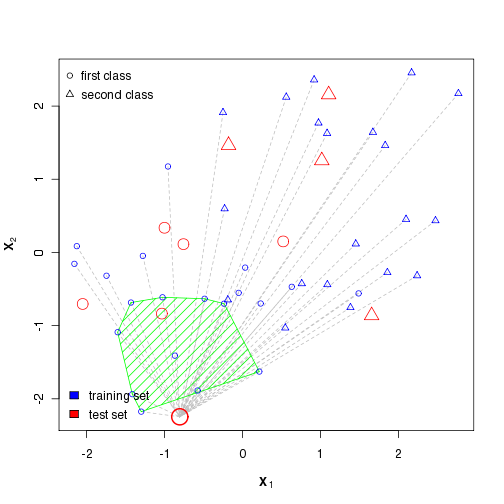 first class
second class
2
1
0
-1
-2
X2
training set
test set
-2
-1
0
1
2
X1